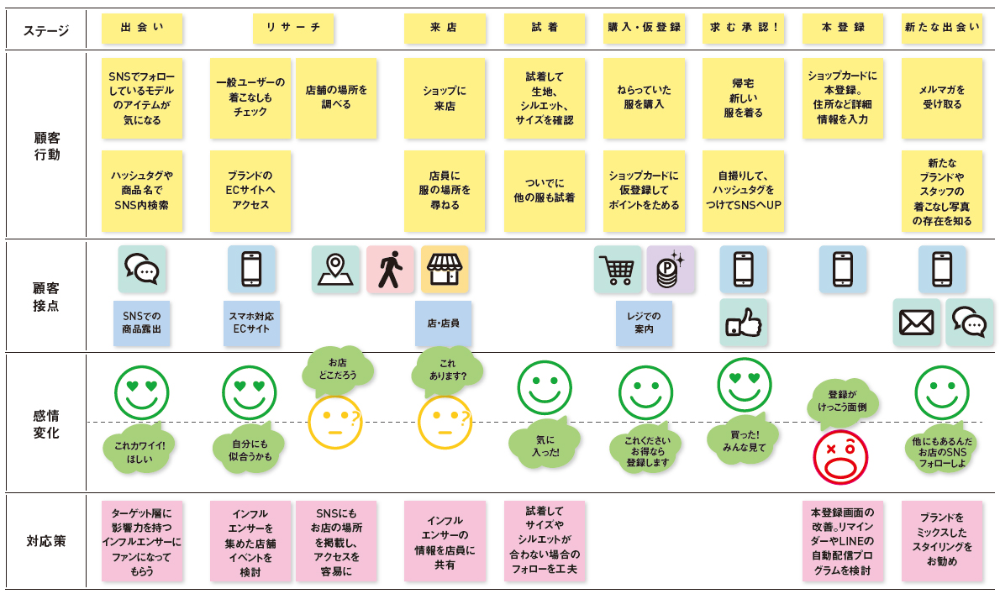 ステージ
出会い
リサーチ
来店
試着
購入・仮登録
求む承認！
本登録
新たな出会い
顧客
行動
SNSでフォロー
しているモデル
のアイテムが
気になる
一般ユーザーの
着こなしも
チェック
店舗の場所を
調べる
ショップに
来店
試着して
生地、
シルエット、
サイズを確認
ねらっていた
服を購入
帰宅
新しい
服を着る
ショップカードに
本登録。
住所など詳細
情報を入力
メルマガを
受け取る
ハッシュタグや
商品名で
SNS内検索
ブランドの
ECサイトへ
アクセス
店員に
服の場所を
尋ねる
ついでに
他の服も試着
ショップカードに
仮登録して
ポイントをためる
自撮りして、
ハッシュタグを
つけてSNSへUP
新たな
ブランドや
スタッフの
着こなし写真
の存在を知る
顧客
接点
P
SNSでの
商品露出
スマホ対応
ECサイト
店・店員
レジでの
案内
感情
変化
お店
どこだろう
?
これ
あります？
?
登録が
けっこう面倒
これカワイイ！
ほしい
自分にも
似合うかも
気に
入った！
これください
お得なら
登録します
買った！
みんな見て
他にもあるんだ
お店のSNS
フォローしよ
対応策
ターゲット層に
影響力を持つ
インフルエンサーに
ファンになって
もらう
インフル
エンサーを
集めた店舗
イベントを
検討
SNSにも
お店の場所
を掲載し、
アクセスを
容易に
インフル
エンサーの
情報を店員に
共有
試着して
サイズや
シルエットが
合わない場合の
フォローを工夫
本登録画面の
改善。リマイン
ダーやLINEの
自動配信プロ
グラムを検討
ブランドを
ミックスした
スタイリングを
お勧め